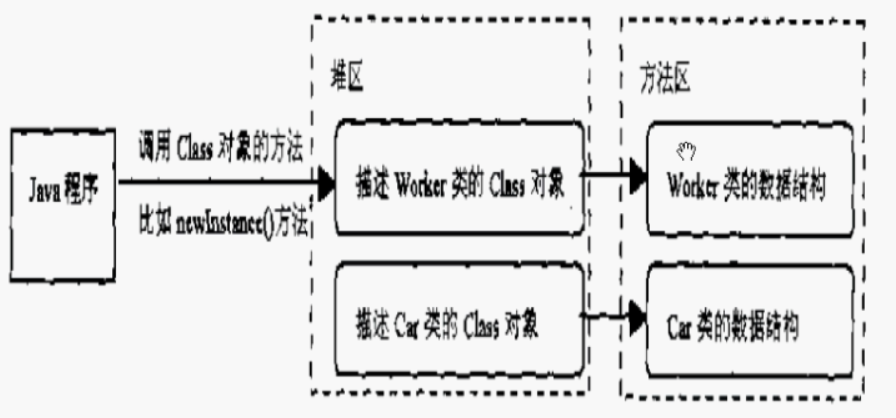 堆区
方法区
调用 Class 对象的方法
Java 程序
描述 Worker 类的 Class 对象
Worker 类的数据结构
比如 newInstance()方法
描述 Car 类的 Class 对象
Car 类的数据结构